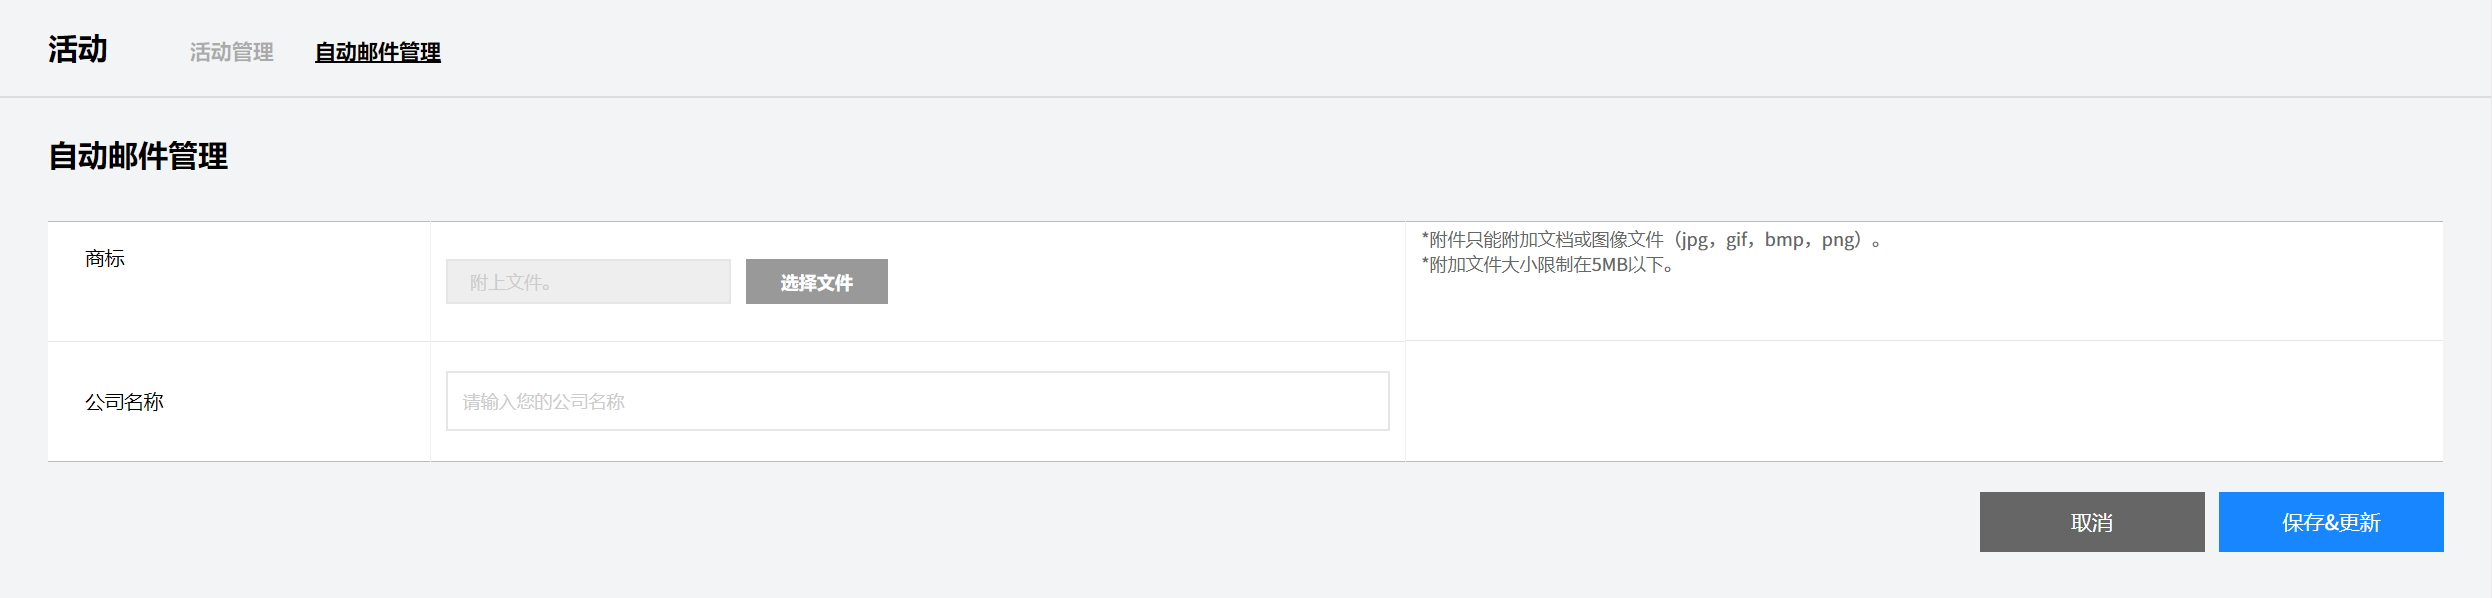 活动
活动管理
自动邮件管理
自动邮件管理
商标
附上文件。
选择文件
*附件只能附加文档或图像文件（jpg，gif，bmp，png）。
*附加文件大小限制在5MB以下。
公司名称
请输入您的公司名称
取消
保存&更新